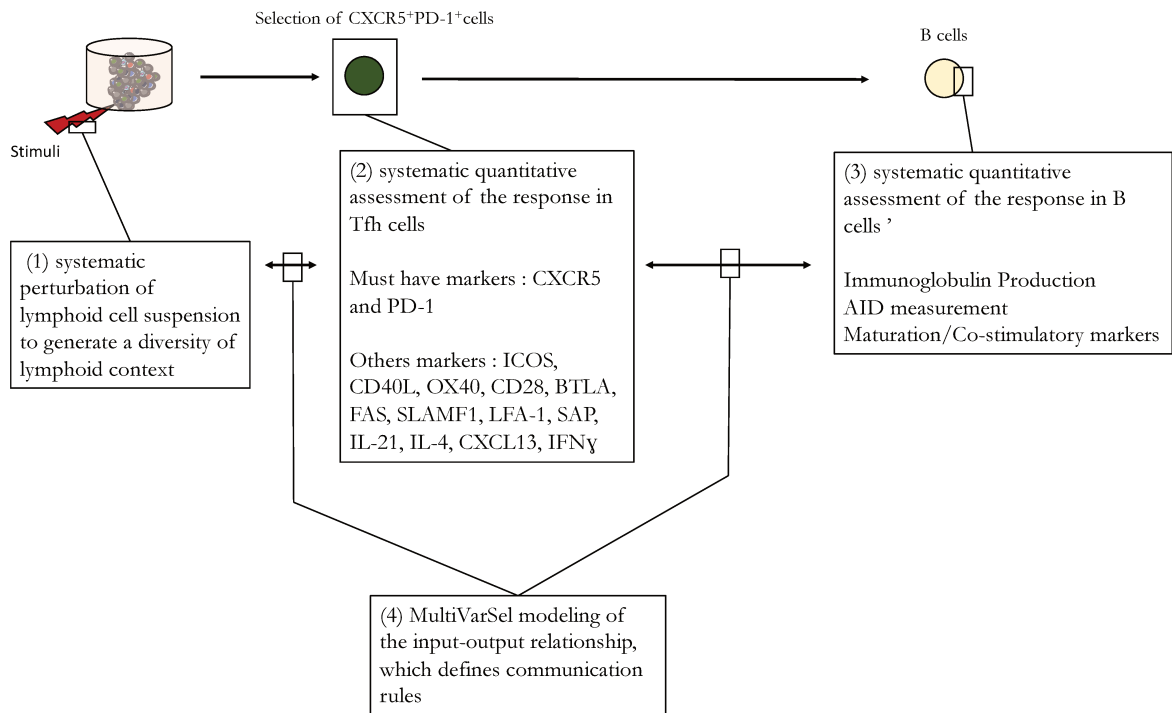 Selection of CXCR5⁺PD-1⁺cells
B cells
Stimuli
(1) systematic
perturbation of
lymphoid cell suspension
to generate a diversity of
lymphoid context
(2) systematic quantitative
assessment of the response in
Tfh cells
Must have markers : CXCR5
and PD-1
Others markers : ICOS,
CD40L, OX40, CD28, BTLA,
FAS, SLAMF1, LFA-1, SAP,
IL-21, IL-4, CXCL13, IFNɣ
(3) systematic quantitative
assessment of the response in B
cells ’
Immunoglobulin Production
AID measurement
Maturation/Co-stimulatory markers
(4) MultiVarSel modeling of
the input-output relationship,
which defines communication
rules